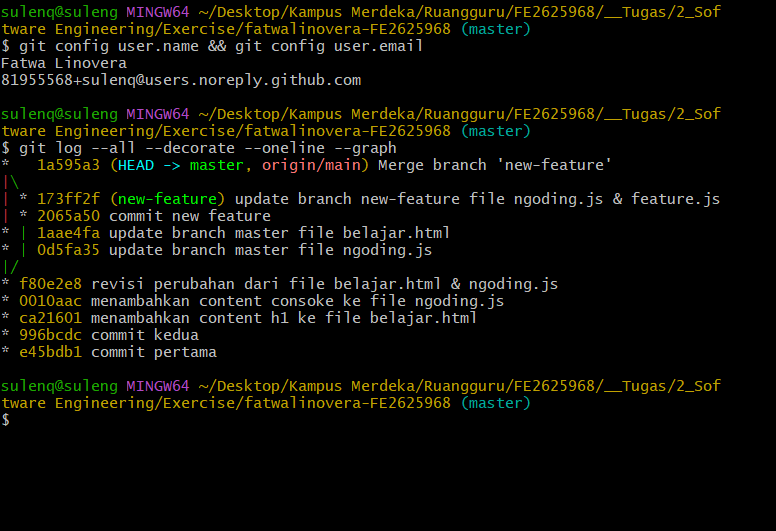 sulenq@suleng MINGW64 ~/Desktop/Kampus Merdeka/Ruangguru/FE2625968/__Tugas/2_Sof
tware Engineering/Exercise/fatwalinovera-FE2625968 (master)
$ git config user.name && git config user.email
Fatwa Linovera
81955568+sulenq@users.noreply.github.com

sulenq@suleng MINGW64 ~/Desktop/Kampus Merdeka/Ruangguru/FE2625968/__Tugas/2_Sof
tware Engineering/Exercise/fatwalinovera-FE2625968 (master)
$ git log --all --decorate --oneline --graph
*   1a595a3 (HEAD -> master, origin/main) Merge branch 'new-feature'
|\
| * 173ff2f (new-feature) update branch new-feature file ngoding.js & feature.js
| * 2065a50 commit new feature
* | 1aae4fa update branch master file belajar.html
* | 0d5fa35 update branch master file ngoding.js
|/
* f80e2e8 revisi perubahan dari file belajar.html & ngoding.js
* 0010aac menambahkan content consoke ke file ngoding.js
* ca21601 menambahkan content h1 ke file belajar.html
* 996bcdc commit kedua
* e45bdb1 commit pertama

sulenq@suleng MINGW64 ~/Desktop/Kampus Merdeka/Ruangguru/FE2625968/__Tugas/2_Sof
tware Engineering/Exercise/fatwalinovera-FE2625968 (master)
$